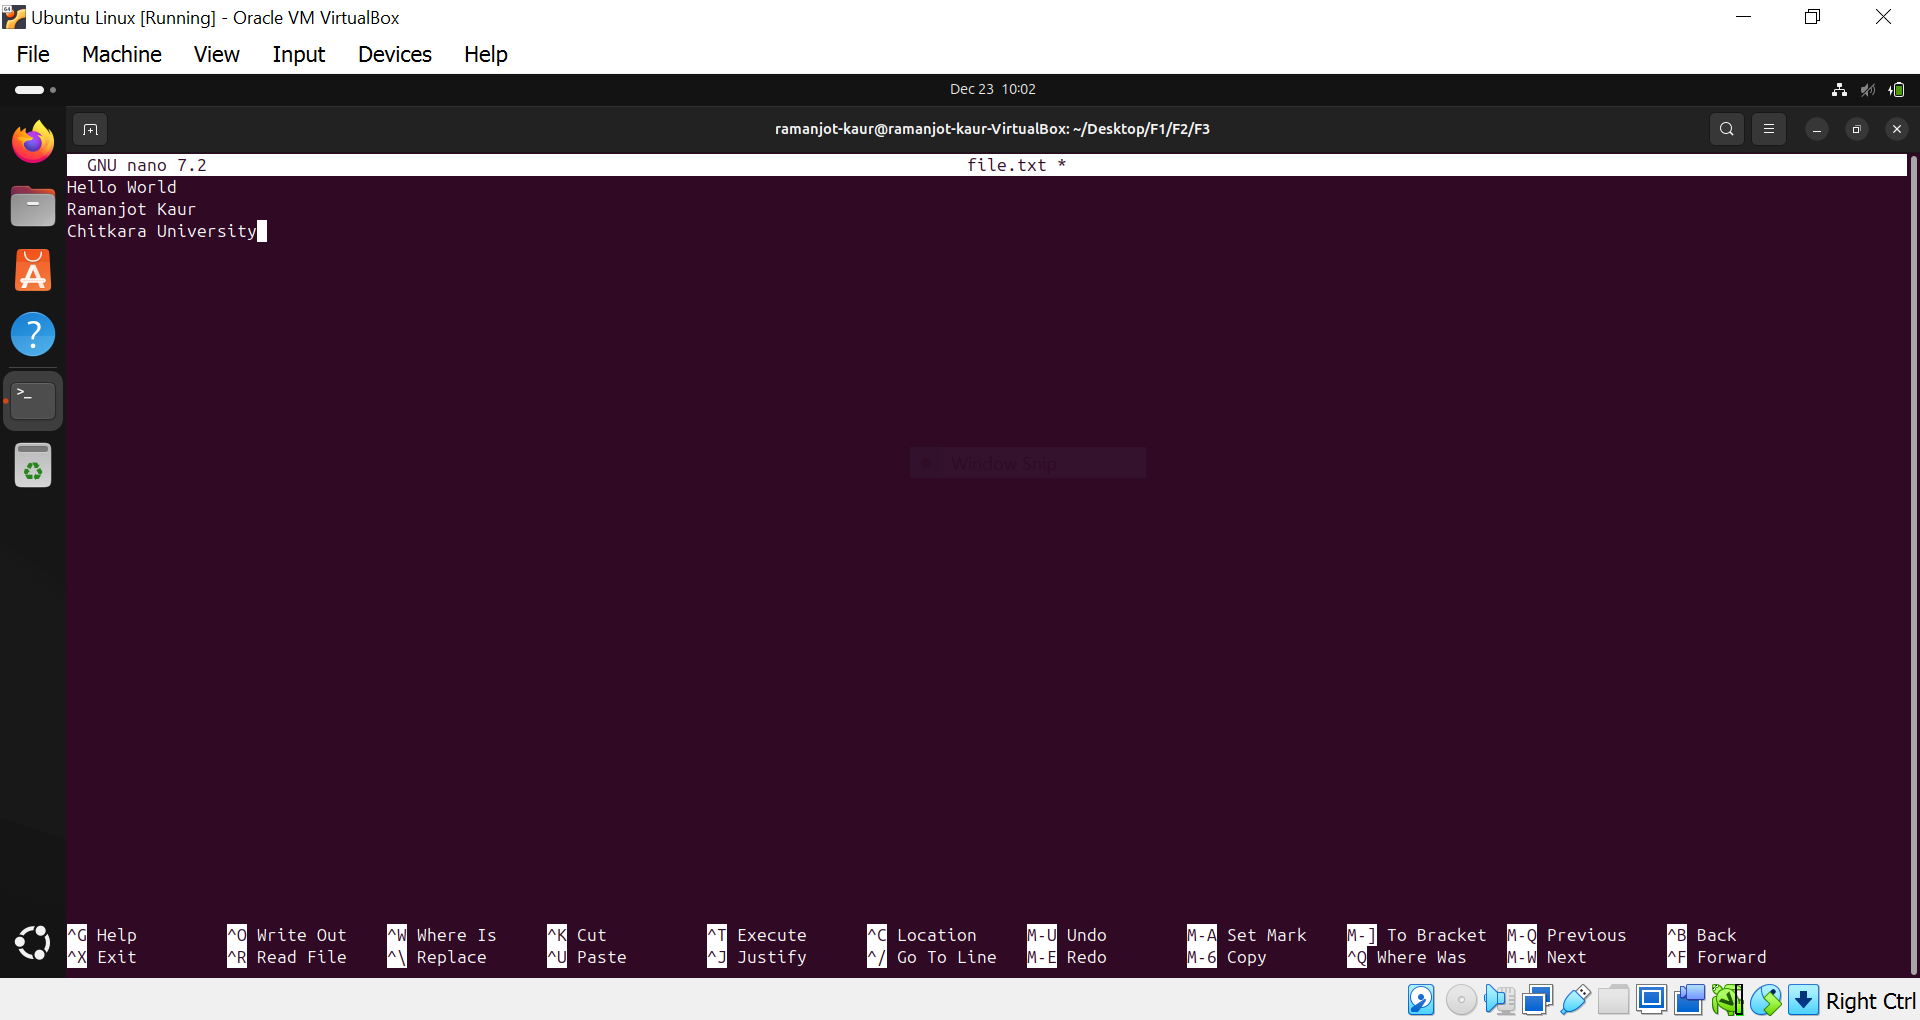 Ubuntu Linux [Running] - Oracle VM VirtualBox
File Machine View Input Devices Help
Dec 23 10:02
ramanjot-kaur@ramanjot-kaur-VirtualBox: ~/Desktop/F1/F2/F3
GNU nano 7.2 file.txt *
Hello World
Ramanjot Kaur
Chitkara University
Window Snip
^G Help ^O Write Out ^W Where Is ^K Cut ^T Execute ^C Location M-U Undo M-A Set Mark M-] To Bracket M-Q Previous ^B Back
^X Exit ^R Read File ^\ Replace ^U Paste ^J Justify ^/ Go To Line M-E Redo M-6 Copy ^Q Where Was M-W Next ^F Forward
Right Ctrl